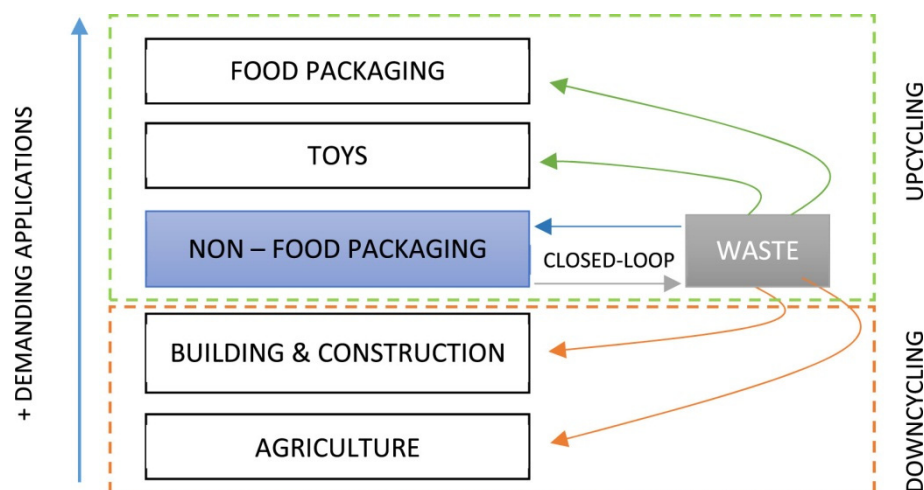 FOOD PACKAGING
TOYS
NON – FOOD PACKAGING
CLOSED-LOOP
WASTE
BUILDING & CONSTRUCTION
AGRICULTURE
+ DEMANDING APPLICATIONS
UPCYCLING
DOWNCYCLING